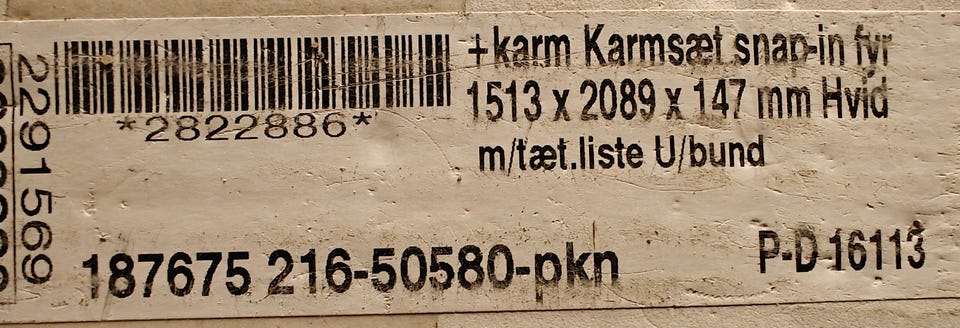 +karm Karmsæt snap-in fyr
1513 x 2089 x 147 mm Hvid
m/tæt.liste U/bund
*2822886*
2291569
187675 216-50580-pkn
P-D 16113